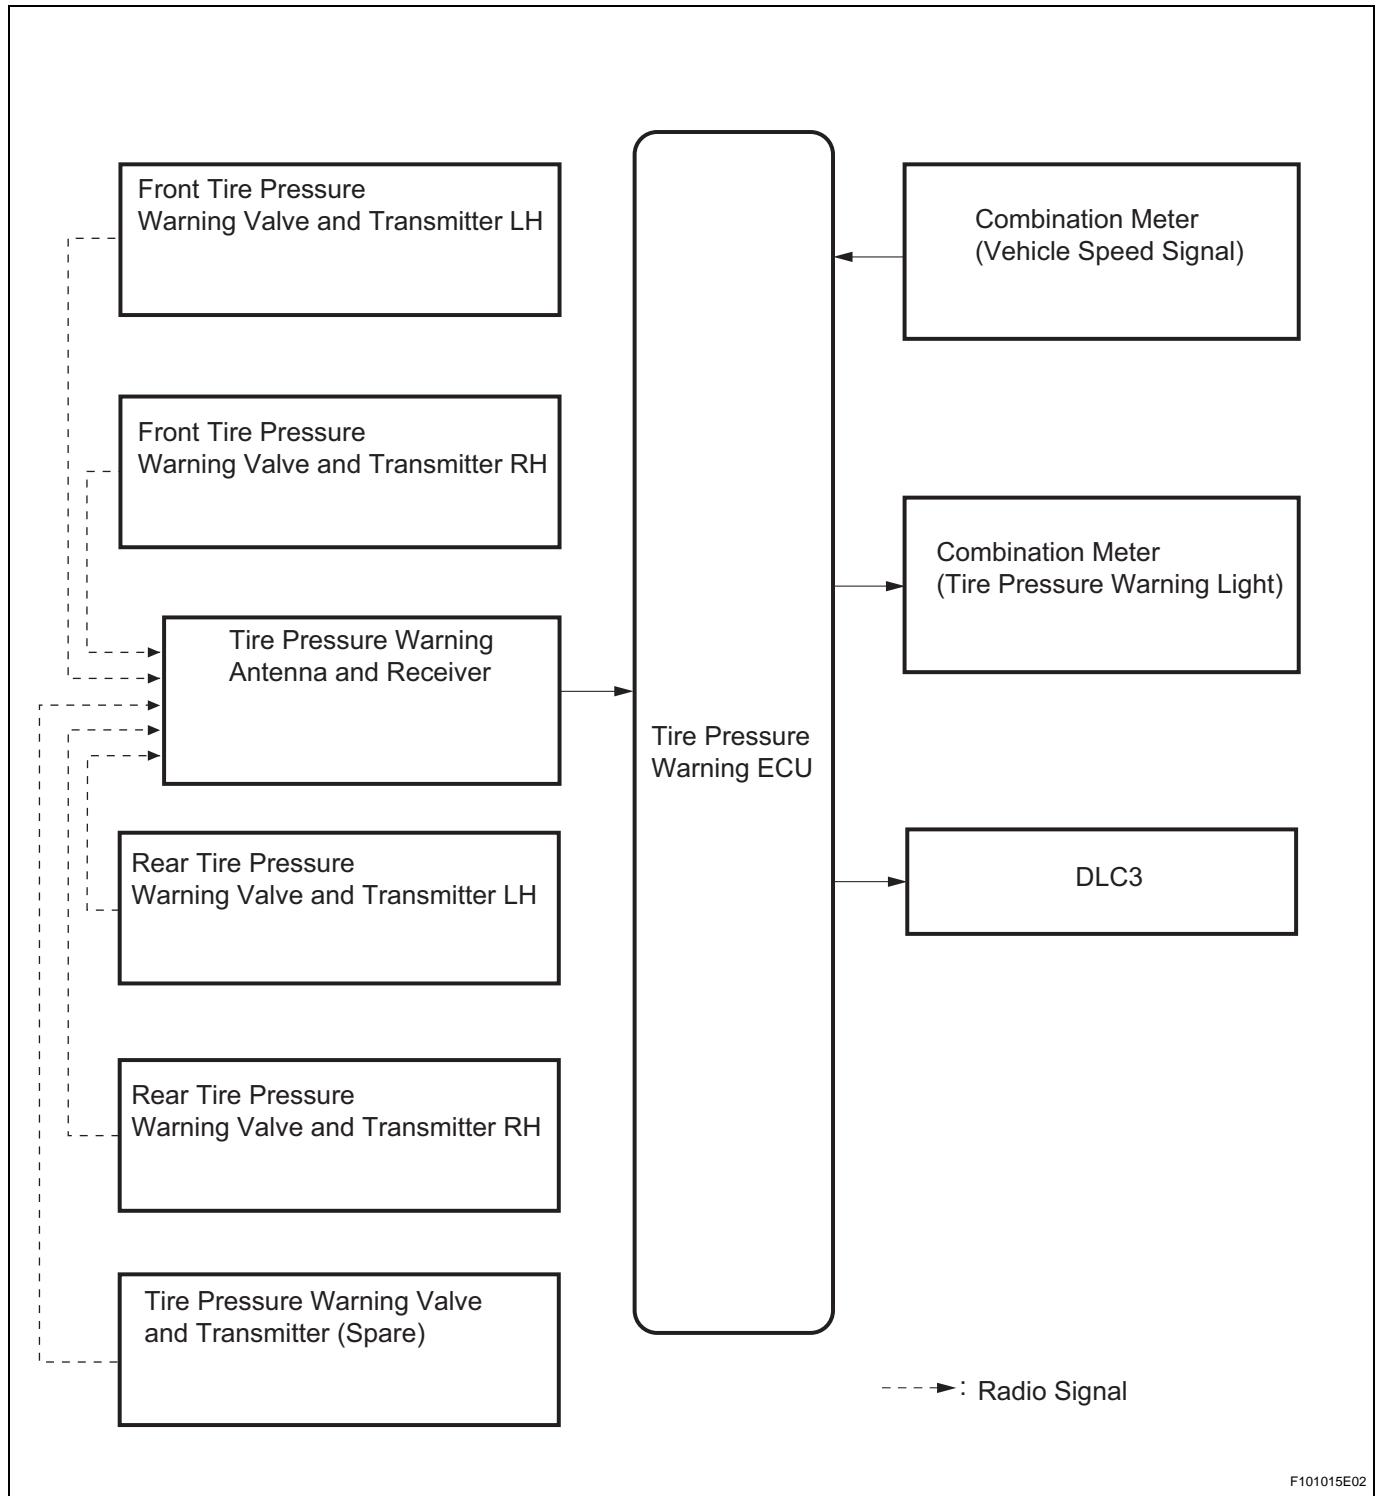 Front Tire Pressure
Warning Valve and Transmitter LH
Front Tire Pressure
Warning Valve and Transmitter RH
Tire Pressure Warning
Antenna and Receiver
Rear Tire Pressure
Warning Valve and Transmitter LH
Rear Tire Pressure
Warning Valve and Transmitter RH
Tire Pressure Warning Valve
and Transmitter (Spare)
Tire Pressure
Warning ECU
Combination Meter
(Vehicle Speed Signal)
Combination Meter
(Tire Pressure Warning Light)
DLC3
: Radio Signal
F101015E02